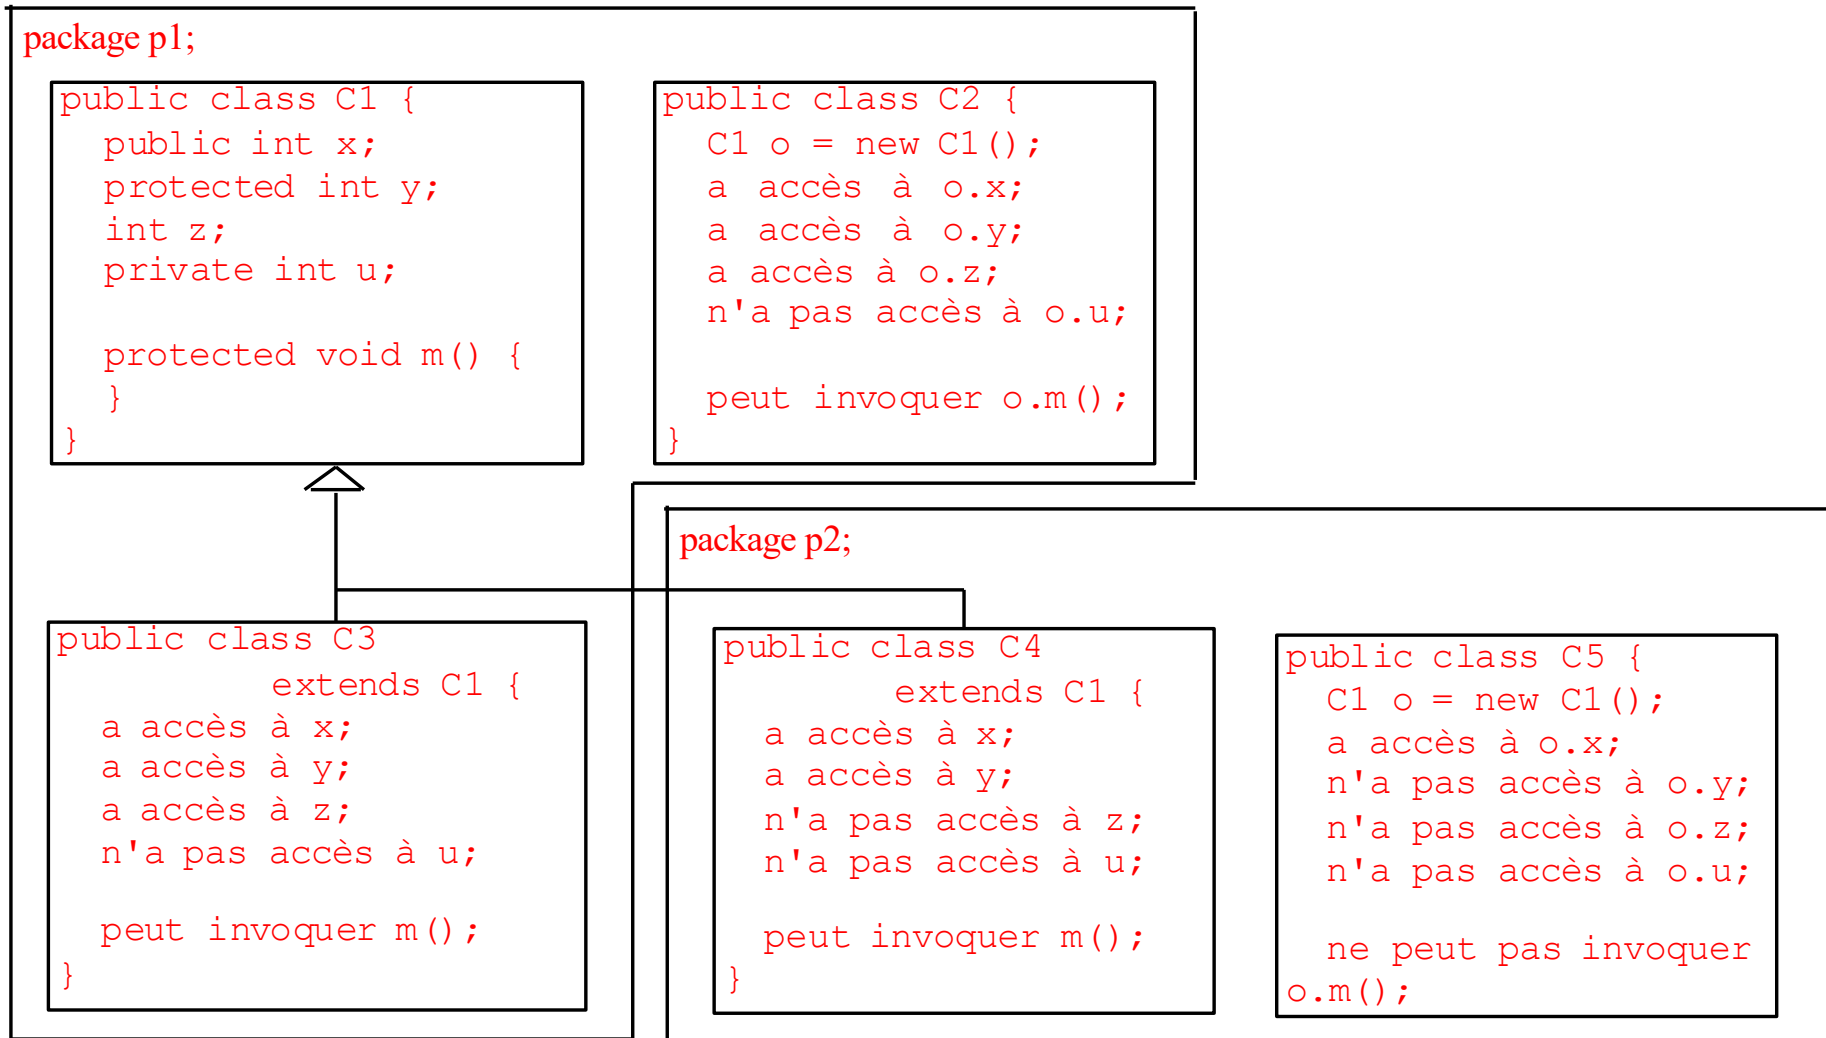 package p1;
public class C1 {
public int x;
protected int y;
int z;
private int u;
protected void m() {
}
}
public class C2 {
C1 o = new C1();
a accès à o.x;
a accès à o.y;
a accès à o.z;
n'a pas accès à o.u;
peut invoquer o.m();
}
public class C3
extends C1 {
a accès à x;
a accès à y;
a accès à z;
n'a pas accès à u;
peut invoquer m();
}
package p2;
public class C4
extends C1 {
a accès à x;
a accès à y;
n'a pas accès à z;
n'a pas accès à u;
peut invoquer m();
}
public class C5 {
C1 o = new C1();
a accès à o.x;
n'a pas accès à o.y;
n'a pas accès à o.z;
n'a pas accès à o.u;
ne peut pas invoquer
o.m();